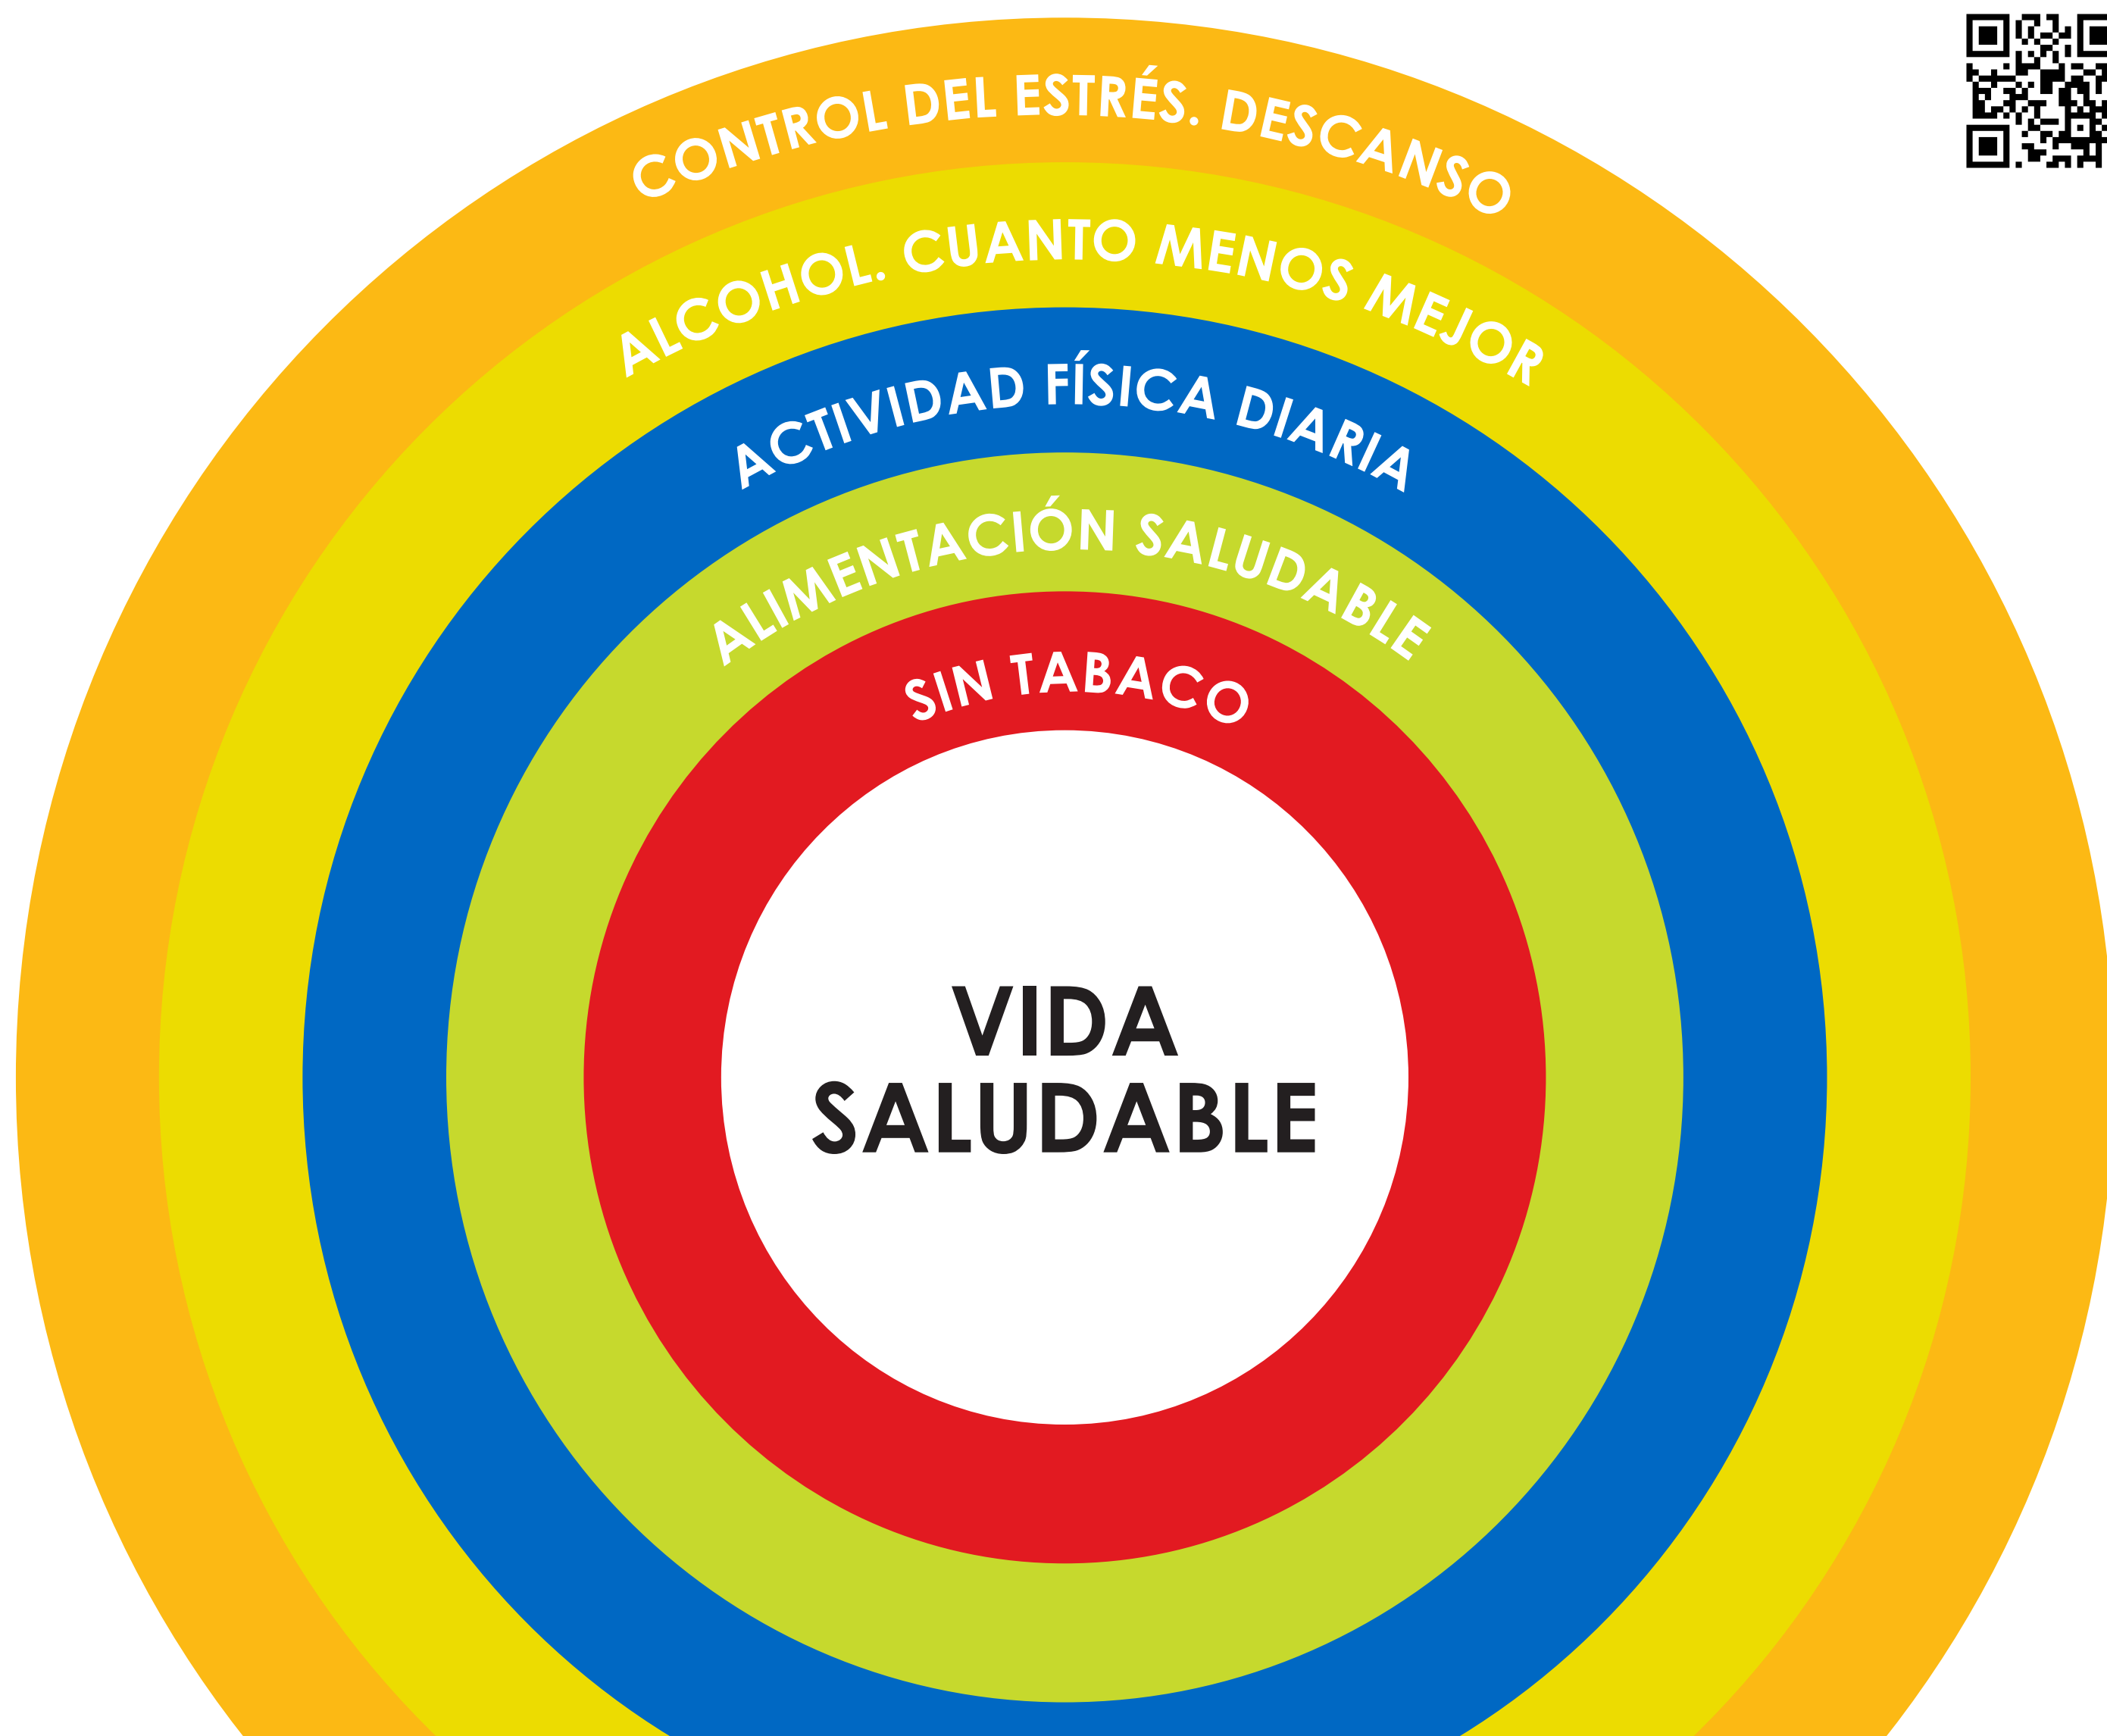 CONTROL DEL ESTRÉS. DESCANSO
ALCOHOL. CUANTO MENOS MEJOR
ACTIVIDAD FÍSICA DIARIA
ALIMENTACIÓN SALUDABLE
SIN TABACO
VIDA
SALUDABLE